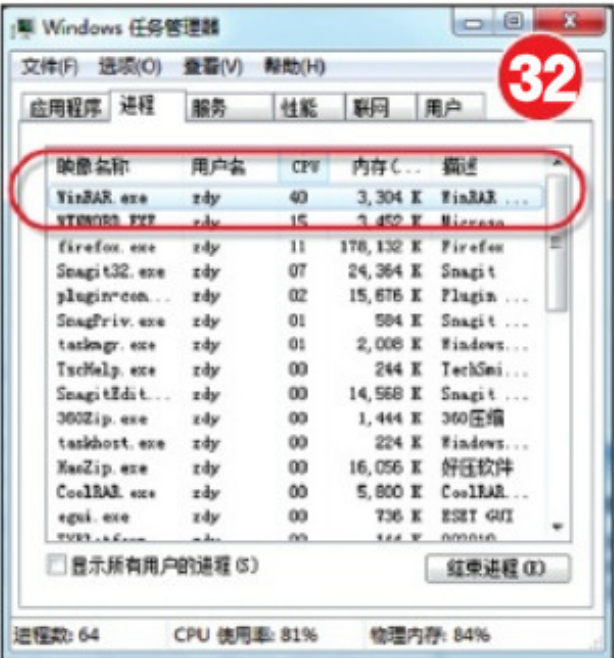 Windows 任务管理器
32
文件(F) 选项(O) 查看(V) 帮助(H)
应用程序 进程 服务 性能 联网 用户
映像名称 用户名 CPU 内存(... 描述
WinRAR.exe zdy 40 3,304 K WinRAR ...
WINWORD.EXE zdy 15 3,452 K Microso...
firefox.exe zdy 11 178,132 K Firefox
Snagit32.exe zdy 07 24,364 K Snagit
plugin-con... zdy 02 15,676 K Plugin ...
SnagPriv.exe zdy 01 584 K Snagit ...
taskmgr.exe zdy 01 2,008 K Windows...
TscHelp.exe zdy 00 244 K TechSmi...
SnagitEdit... zdy 00 14,568 K Snagit ...
360Zip.exe zdy 00 1,444 K 360压缩
taskhost.exe zdy 00 224 K Windows...
HaoZip.exe zdy 00 16,056 K 好压软件
CoolRAR.exe zdy 00 5,800 K CoolRAR...
egui.exe zdy 00 736 K ESET GUI
显示所有用户的进程(S) 结束进程(E)
进程数: 64 CPU 使用率: 81% 物理内存: 84%